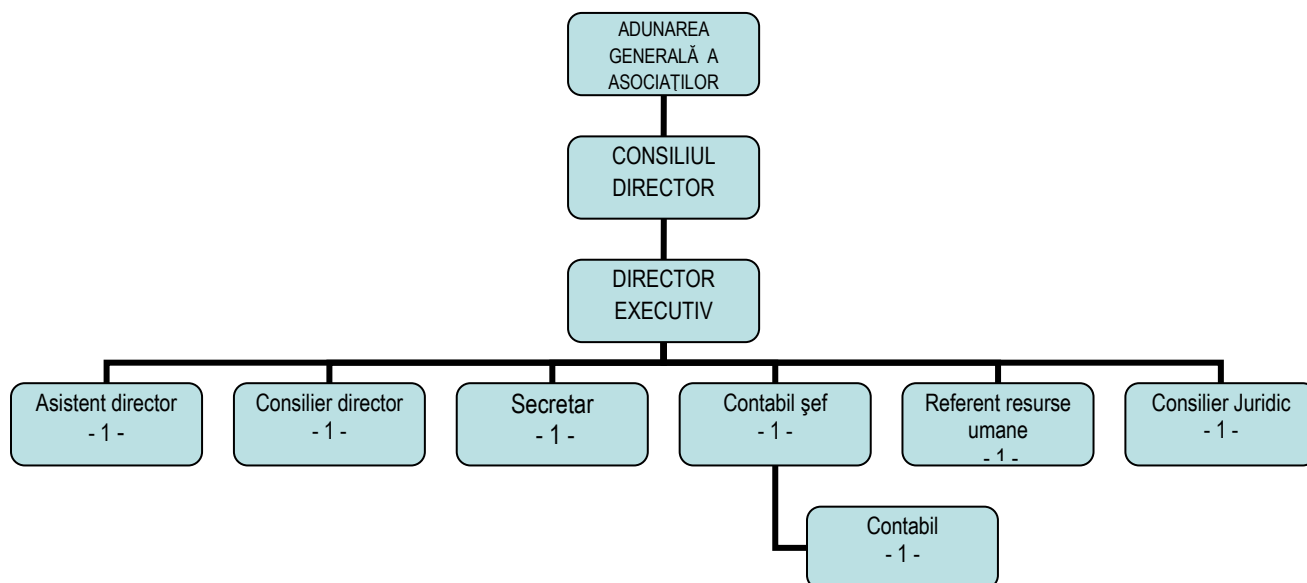 ADUNAREA
GENERALĂ A
ASOCIAŢILOR
CONSILIUL
DIRECTOR
DIRECTOR
EXECUTIV
Asistent director
- 1 -
Consilier director
- 1 -
Secretar
- 1 -
Contabil şef
- 1 -
Referent resurse
umane
- 1 -
Consilier Juridic
- 1 -
Contabil
- 1 -